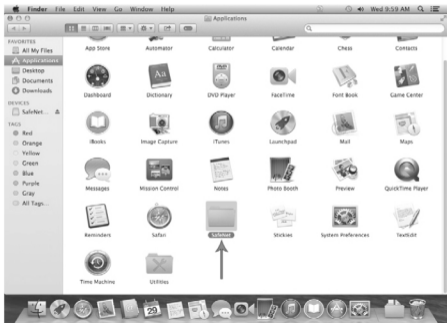 Finder File Edit View Go Window Help Wed 9:59 AM
Applications
FAVORITES
All My Files
Applications
Desktop
Documents
Downloads
DEVICES
SafeNet...
TAGS
Red
Orange
Yellow
Green
Blue
Purple
Gray
All Tags...
App Store Automator Calculator Calendar Chess Contacts
Dashboard Dictionary DVD Player FaceTime Font Book Game Center
iBooks Image Capture iTunes Launchpad Mail Maps
Messages Mission Control Notes Photo Booth Preview QuickTime Player
Reminders Safari SafeNet Stickies System Preferences TextEdit
Time Machine Utilities